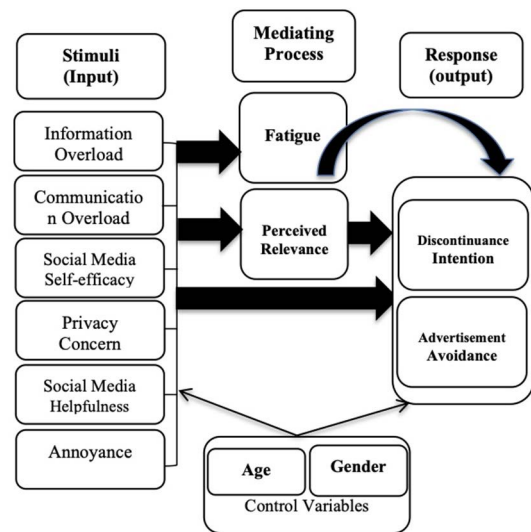 Stimuli
(Input)
Mediating
Process
Response
(output)
Information
Overload
Communicatio
n Overload
Social Media
Self-efficacy
Privacy
Concern
Social Media
Helpfulness
Annoyance
Fatigue
Perceived
Relevance
Discontinuance
Intention
Advertisement
Avoidance
Age
Gender
Control Variables